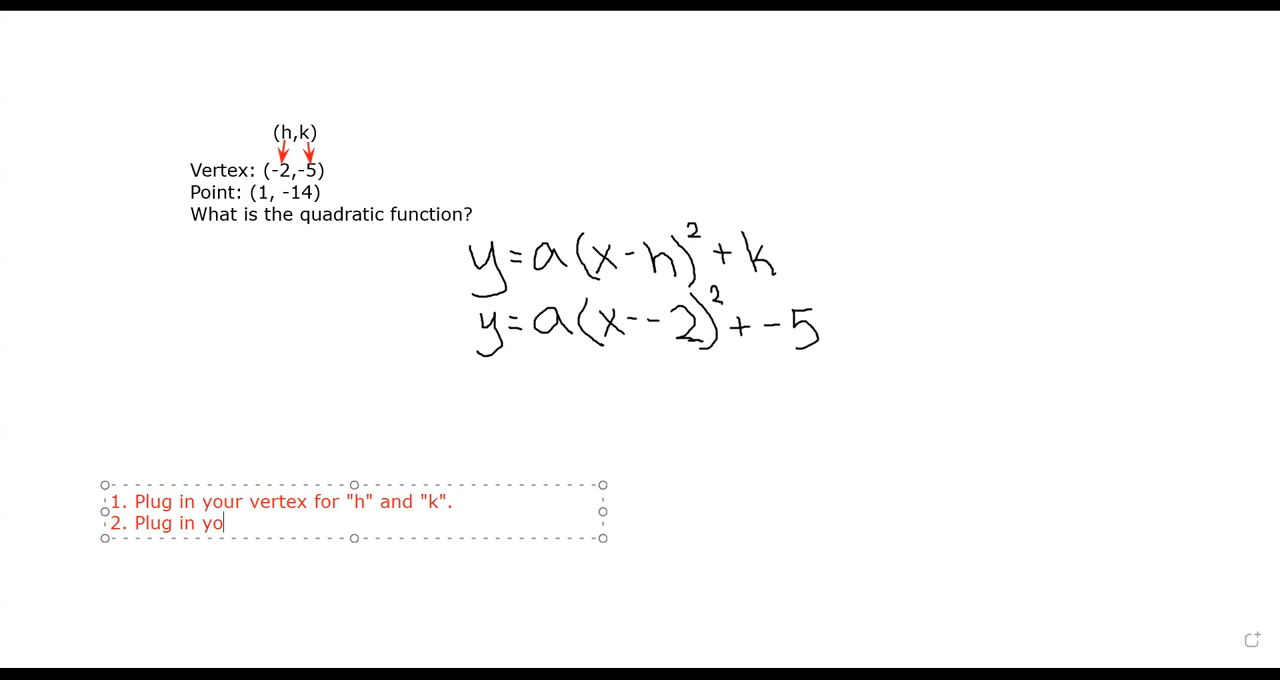 (h,k)
Vertex: (-2,-5)
Point: (1, -14)
What is the quadratic function?
y=a(x-h)²+k
y=a(x--2)²+-5
1. Plug in your vertex for "h" and "k".
2. Plug in yo